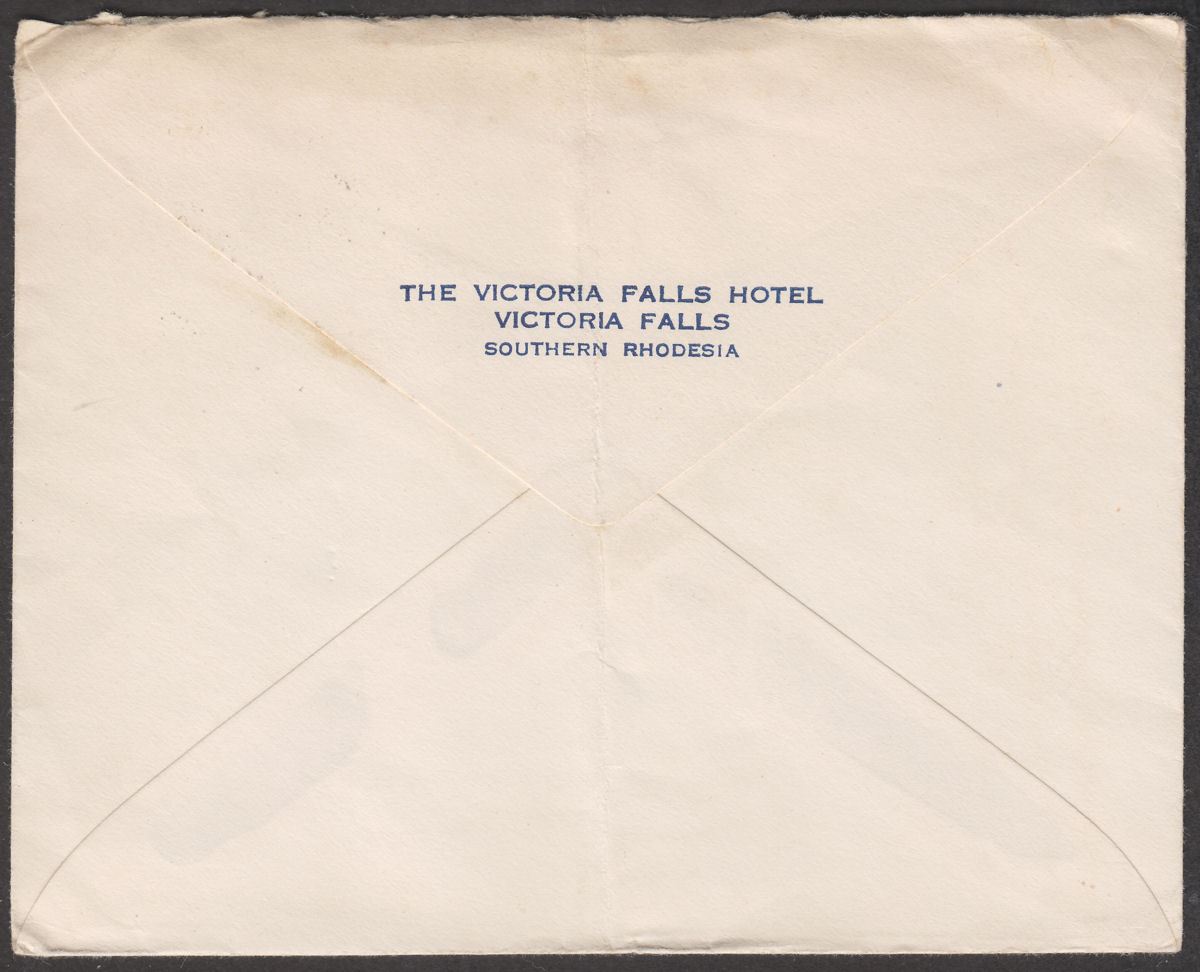 THE VICTORIA FALLS HOTEL
VICTORIA FALLS
SOUTHERN RHODESIA